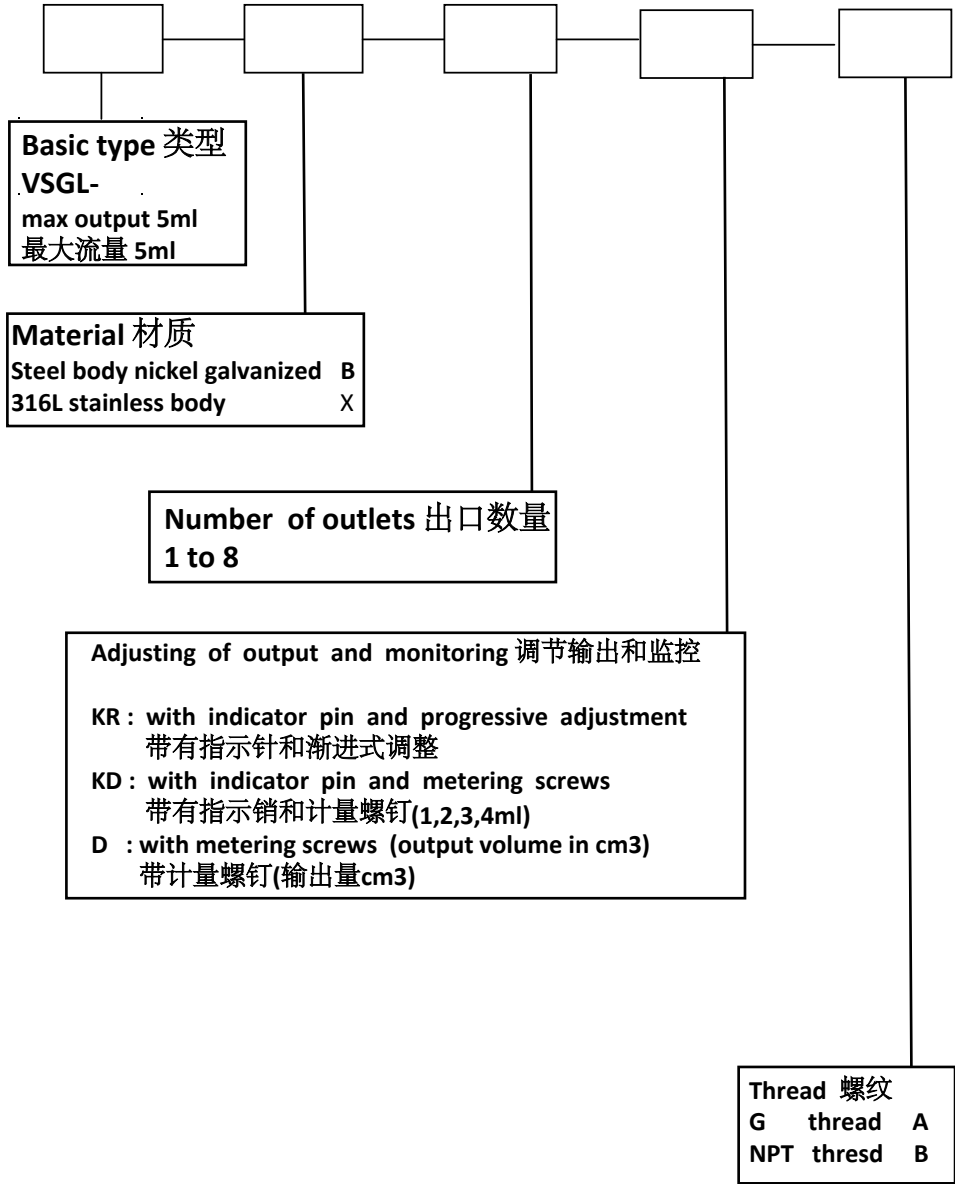 Basic type 类型
VSGL-
max output 5ml
最大流量 5ml
Material 材质
Steel body nickel galvanized B
316L stainless body X
Number of outlets 出口数量
1 to 8
Adjusting of output and monitoring 调节输出和监控
KR : with indicator pin and progressive adjustment
带有指示针和渐进式调整
KD : with indicator pin and metering screws
带有指示销和计量螺钉(1,2,3,4ml)
D : with metering screws (output volume in cm3)
带计量螺钉(输出量cm3)
Thread 螺纹
G thread A
NPT thresd B